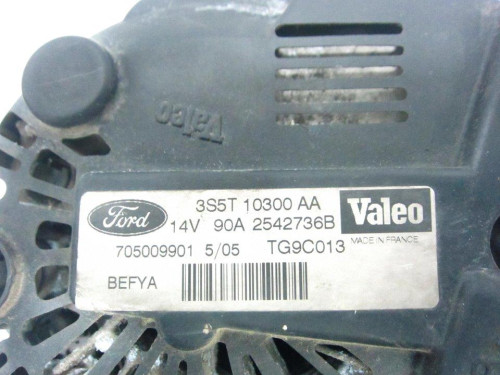 Valeo
Ford
3S5T 10300 AA
14V 90A 2542736B
Valeo
MADE IN FRANCE
705009901 5/05 TG9C013
BEFYA